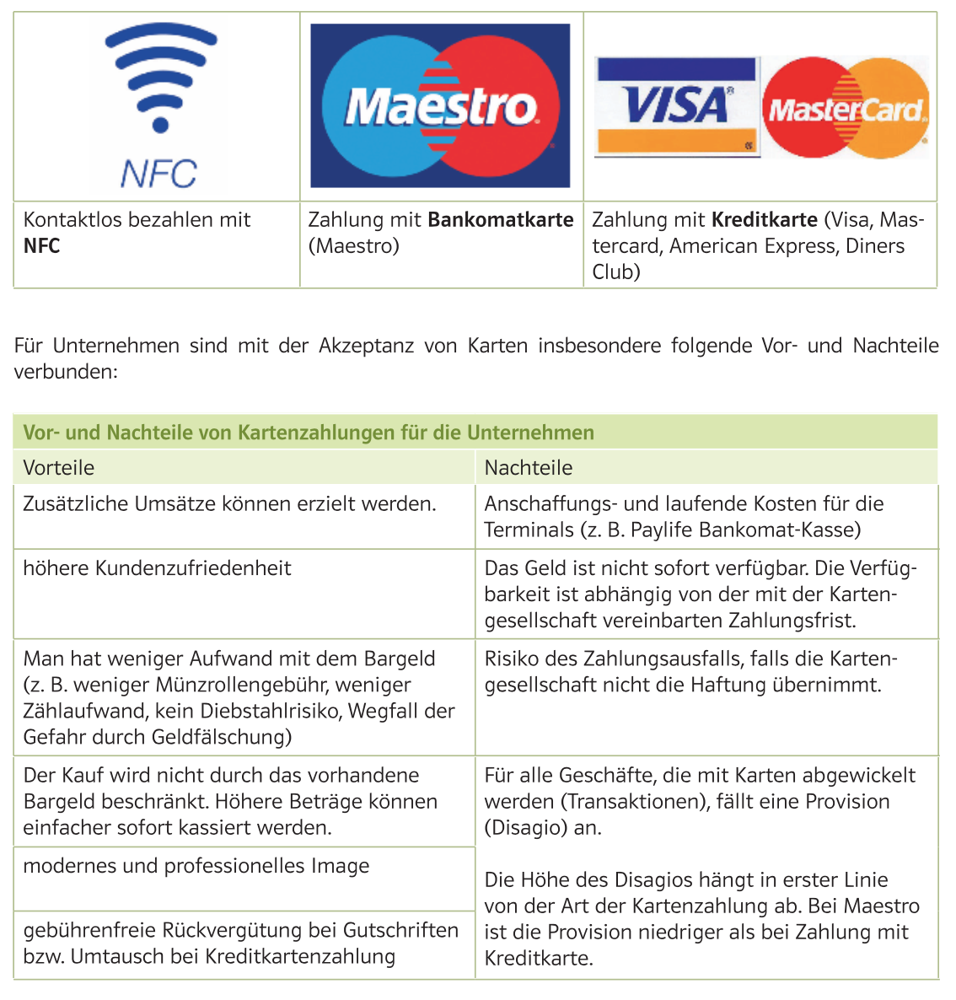 NFC
Maestro
VISA
MasterCard
Kontaktlos bezahlen mit
NFC
Zahlung mit Bankomatkarte
(Maestro)
Zahlung mit Kreditkarte (Visa, Mas-
tercard, American Express, Diners
Club)
Für Unternehmen sind mit der Akzeptanz von Karten insbesondere folgende Vor- und Nachteile
verbunden:
Vor- und Nachteile von Kartenzahlungen für die Unternehmen
Vorteile
Nachteile
Zusätzliche Umsätze können erzielt werden.
Anschaffungs- und laufende Kosten für die
Terminals (z. B. Paylife Bankomat-Kasse)
höhere Kundenzufriedenheit
Das Geld ist nicht sofort verfügbar. Die Verfüg-
barkeit ist abhängig von der mit der Karten-
gesellschaft vereinbarten Zahlungsfrist.
Man hat weniger Aufwand mit dem Bargeld
(z. B. weniger Münzrollengebühr, weniger
Zählaufwand, kein Diebstahlrisiko, Wegfall der
Gefahr durch Geldfälschung)
Risiko des Zahlungsausfalls, falls die Karten-
gesellschaft nicht die Haftung übernimmt.
Der Kauf wird nicht durch das vorhandene
Bargeld beschränkt. Höhere Beträge können
einfacher sofort kassiert werden.
Für alle Geschäfte, die mit Karten abgewickelt
werden (Transaktionen), fällt eine Provision
(Disagio) an.
modernes und professionelles Image
Die Höhe des Disagios hängt in erster Linie
von der Art der Kartenzahlung ab. Bei Maestro
ist die Provision niedriger als bei Zahlung mit
Kreditkarte.
gebührenfreie Rückvergütung bei Gutschriften
bzw. Umtausch bei Kreditkartenzahlung